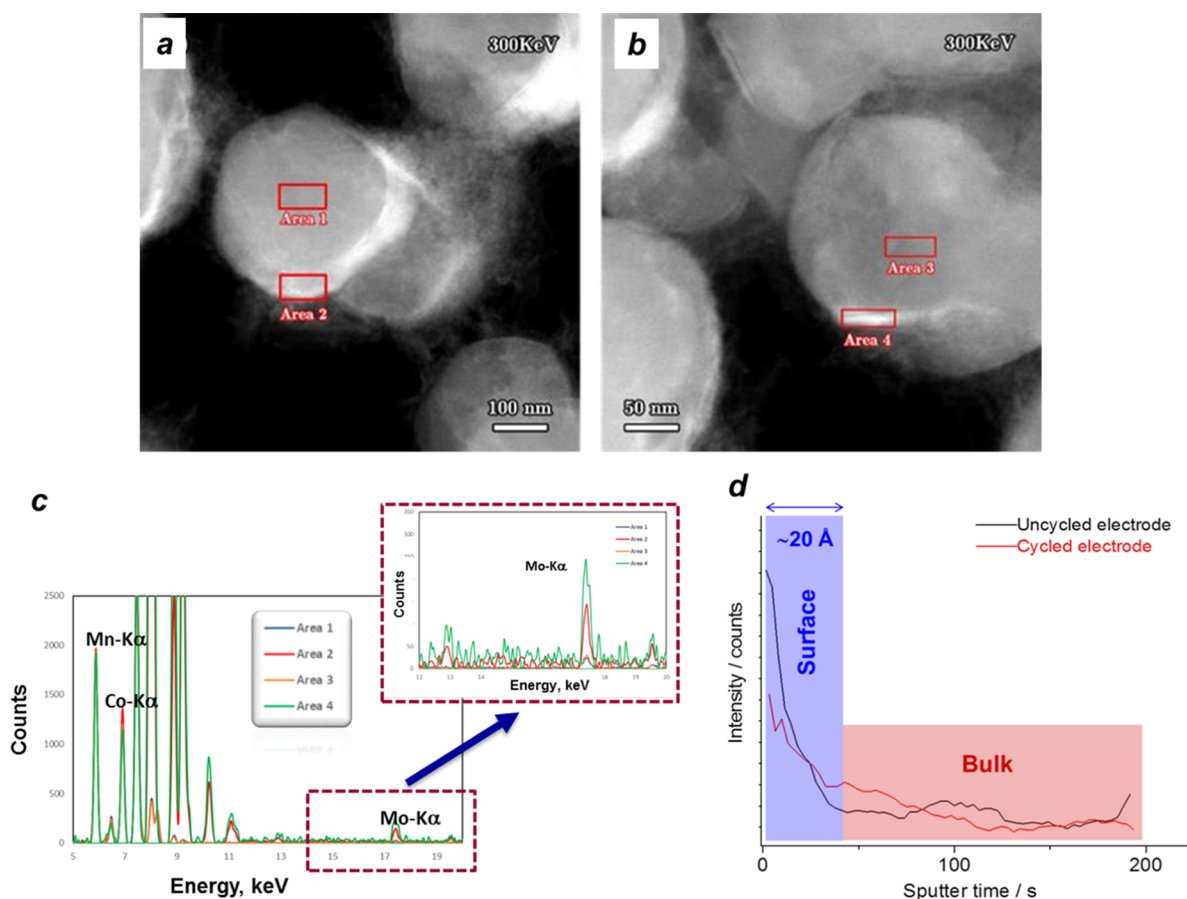 a
300KeV
Area 1
Area 2
100 nm
b
300KeV
Area 3
Area 4
50 nm
c
2500
2000
1500
1000
500
0
Mn-Kα
Co-Kα
Area 1
Area 2
Area 3
Area 4
Mo-Kα
5 7 9 11 13 15 17 19
Counts
Energy, keV
350
300
50
0
Mo-Kα
Area 1
Area 2
Area 3
Area 4
12 13 14 15 16 17 18 19 20
Counts
Energy, keV
d
~20 Å
Uncycled electrode
Cycled electrode
Surface
Bulk
Intensity / counts
0 100 200
Sputter time / s